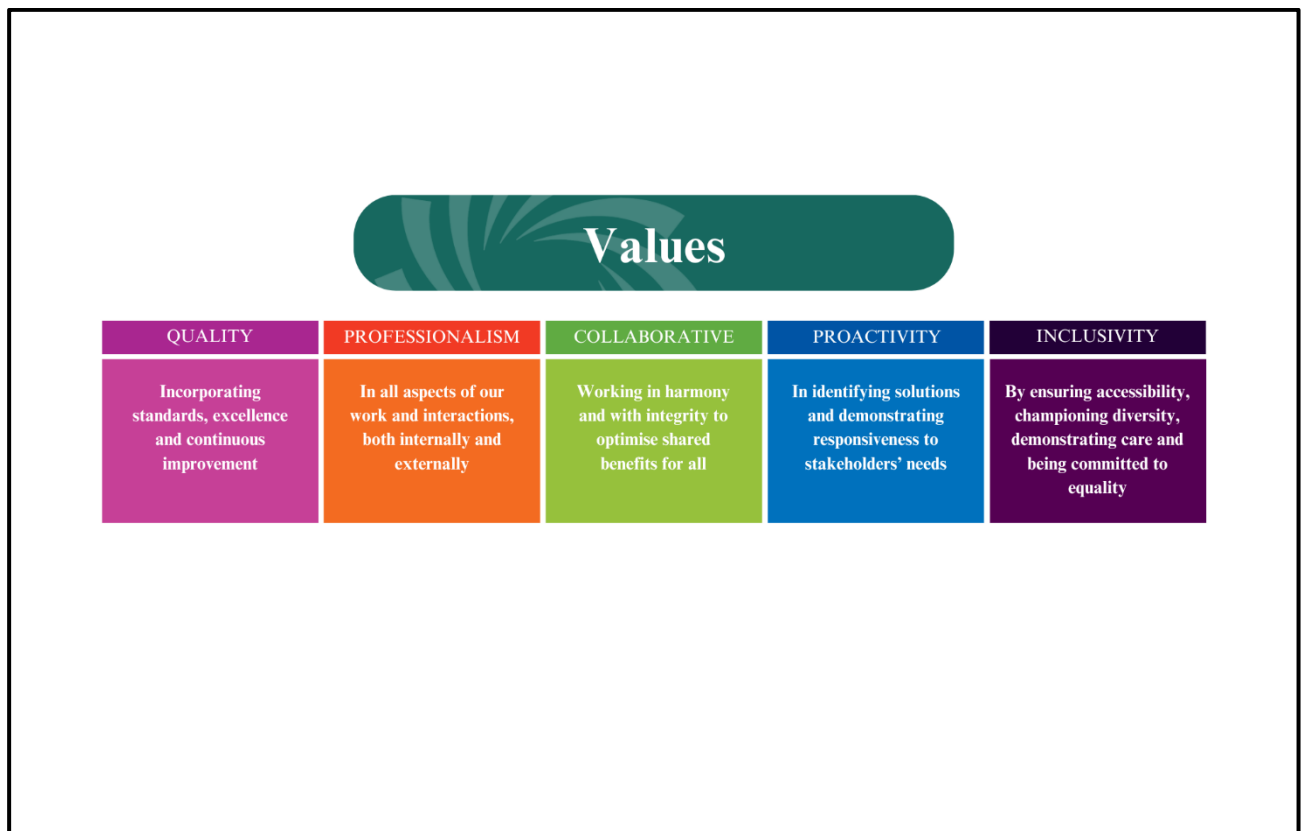 Values
QUALITY
Incorporating
standards, excellence
and continuous
improvement
PROFESSIONALISM
In all aspects of our
work and interactions,
both internally and
externally
COLLABORATIVE
Working in harmony
and with integrity to
optimise shared
benefits for all
PROACTIVITY
In identifying solutions
and demonstrating
responsiveness to
stakeholders’ needs
INCLUSIVITY
By ensuring accessibility,
championing diversity,
demonstrating care and
being committed to
equality